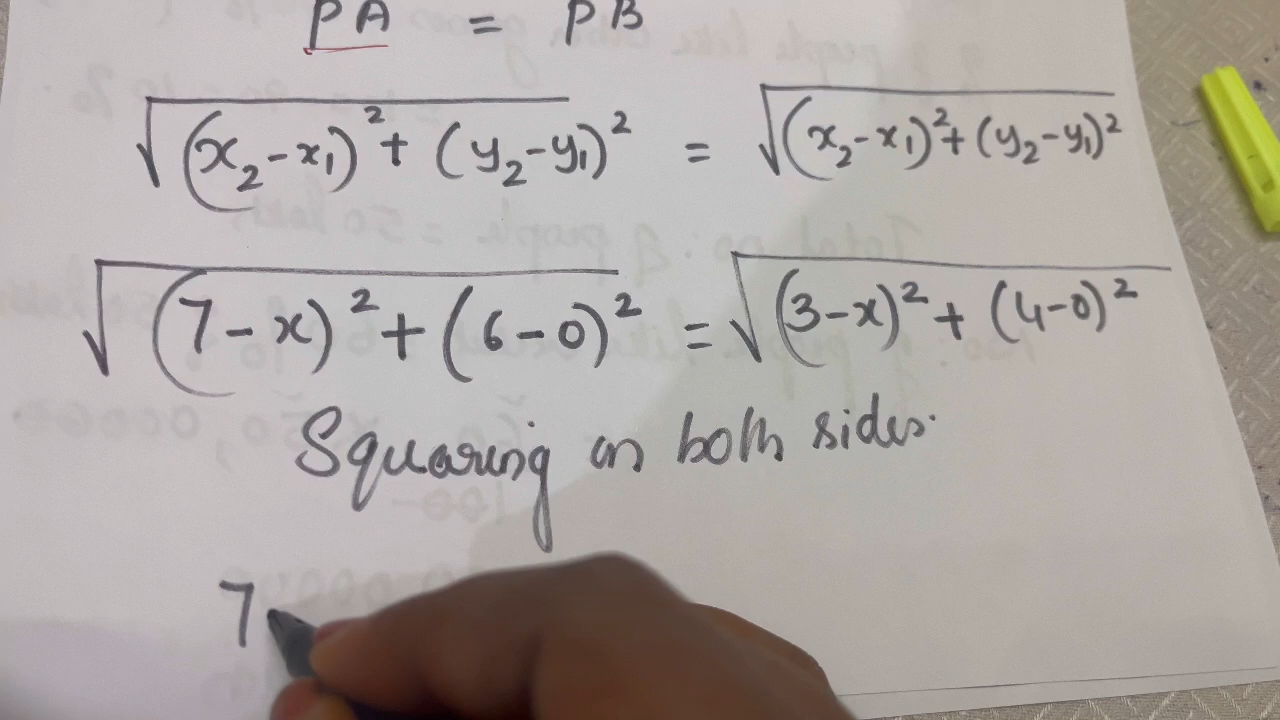 PA = PB
√(x₂-x₁)² + (y₂-y₁)² = √(x₂-x₁)² + (y₂-y₁)²
√(7-x)² + (6-0)² = √(3-x)² + (4-0)²
Squaring on both sides.
7